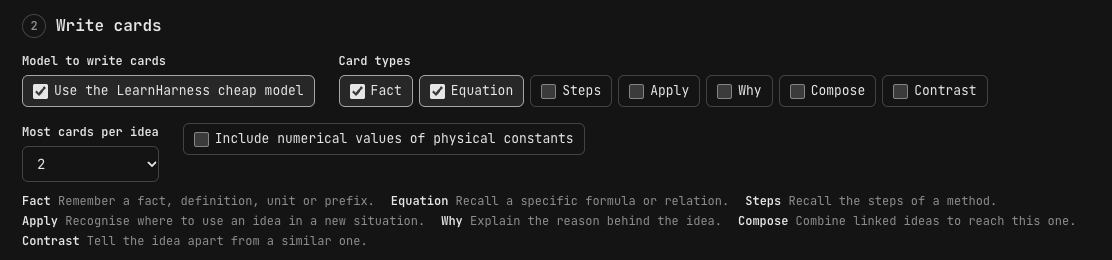 2 Write cards
Model to write cards
Card types
Use the LearnHarness cheap model
Fact
Equation
Steps
Apply
Why
Compose
Contrast
Most cards per idea
Include numerical values of physical constants
2
Fact Remember a fact, definition, unit or prefix. Equation Recall a specific formula or relation. Steps Recall the steps of a method.
Apply Recognise where to use an idea in a new situation. Why Explain the reason behind the idea. Compose Combine linked ideas to reach this one.
Contrast Tell the idea apart from a similar one.